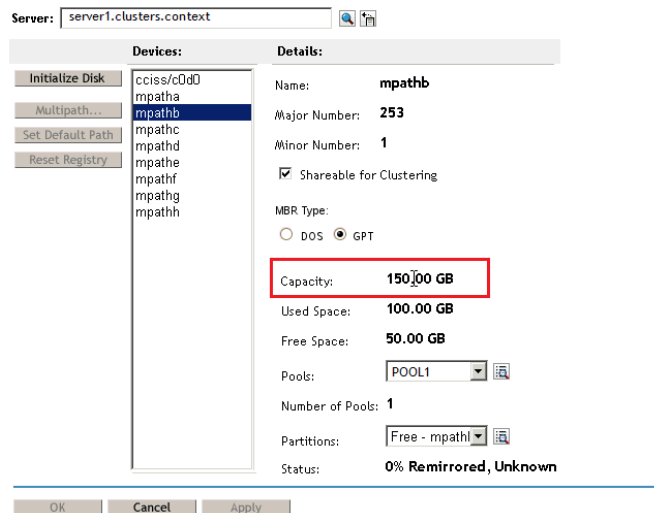 Server: server1.clusters.context
Devices: Details:
Initialize Disk
Multipath...
Set Default Path
Reset Registry
cciss/c0d0
mpatha
mpathb
mpathc
mpathd
mpathe
mpathf
mpathg
mpathh
Name: mpathb
Major Number: 253
Minor Number: 1
Shareable for Clustering
MBR Type:
DOS GPT
Capacity: 150.00 GB
Used Space: 100.00 GB
Free Space: 50.00 GB
Pools: POOL1
Number of Pools: 1
Partitions: Free - mpathl
Status: 0% Remirrored, Unknown
OK Cancel Apply